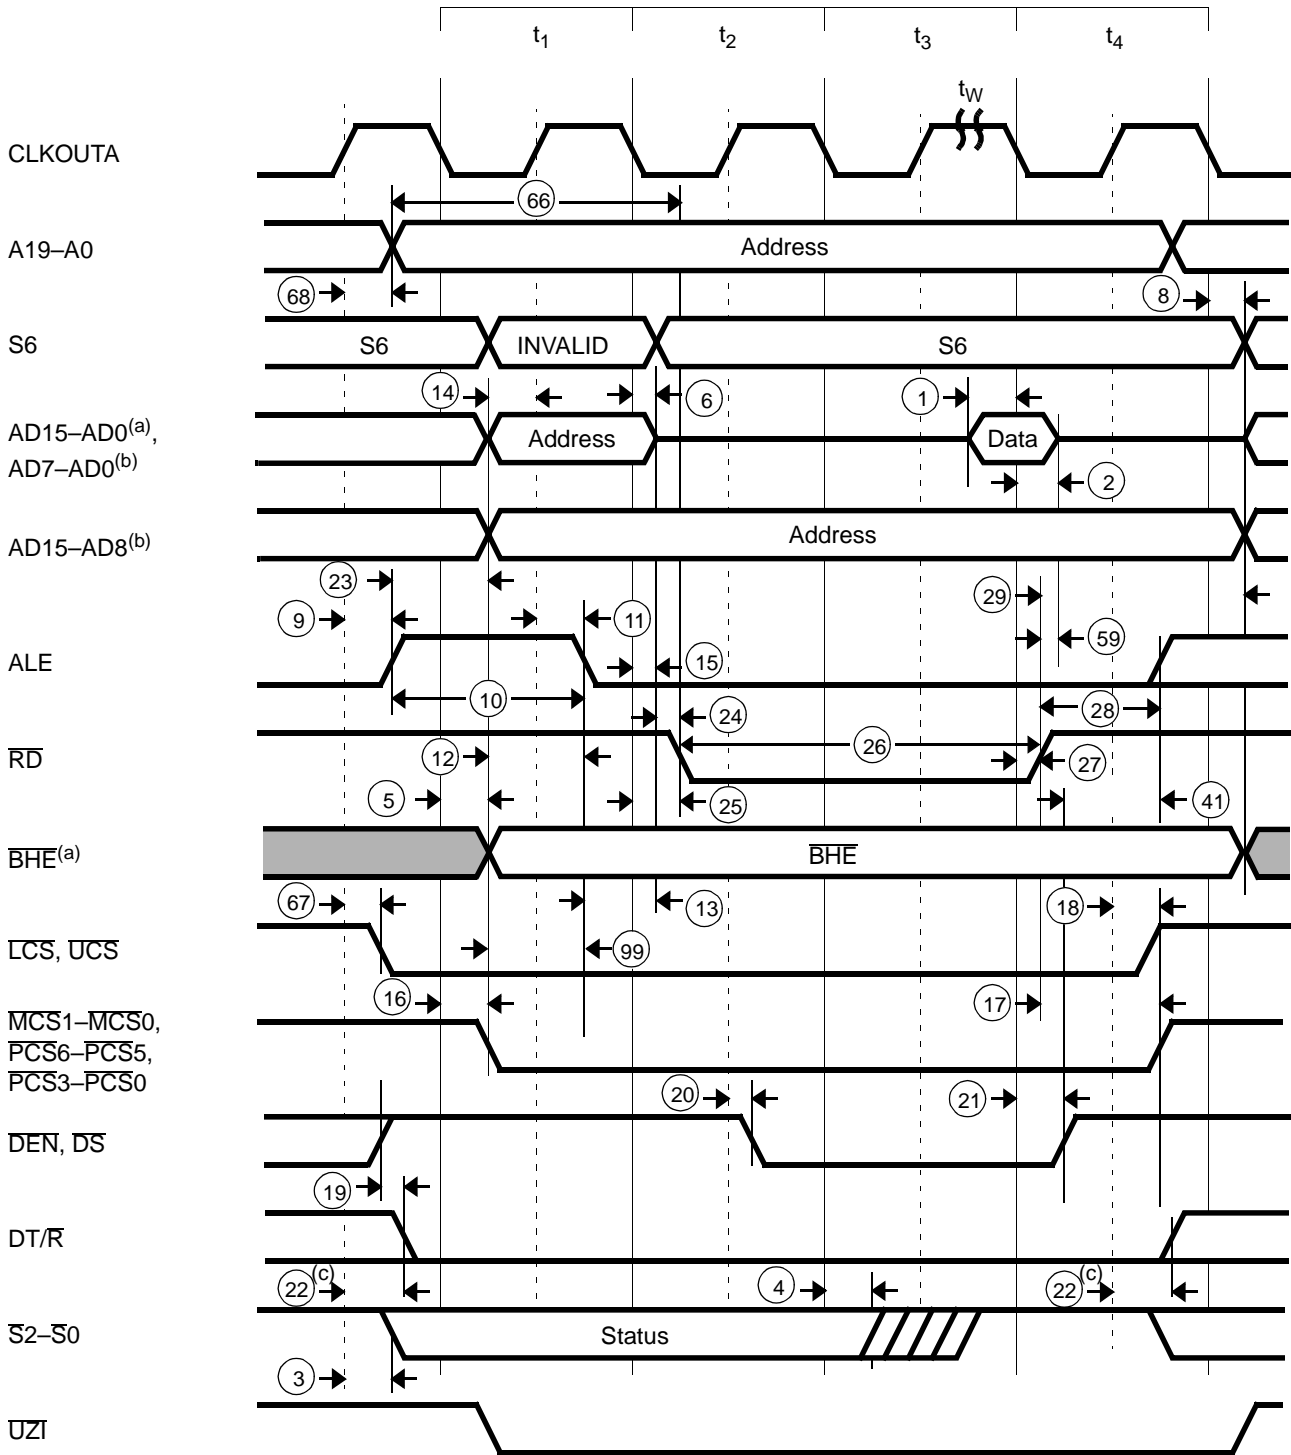 t1 t2 t3 t4
tW
CLKOUTA
66
A19–A0 Address
68 8
S6 S6 INVALID S6
14 6 1
AD15–AD0(a), Address Data
AD7–AD0(b)
2
AD15–AD8(b) Address
23 29
9 11 59
ALE 15
10 24 28
RD 12 26 27
5 25 41
BHE(a) BHE
67 13 18
LCS, UCS 99
16 17
MCS1–MCS0,
PCS6–PCS5,
PCS3–PCS0
20 21
DEN, DS
19
DT/R
22(c) 4 22(c)
S2–S0 Status
3
UZI